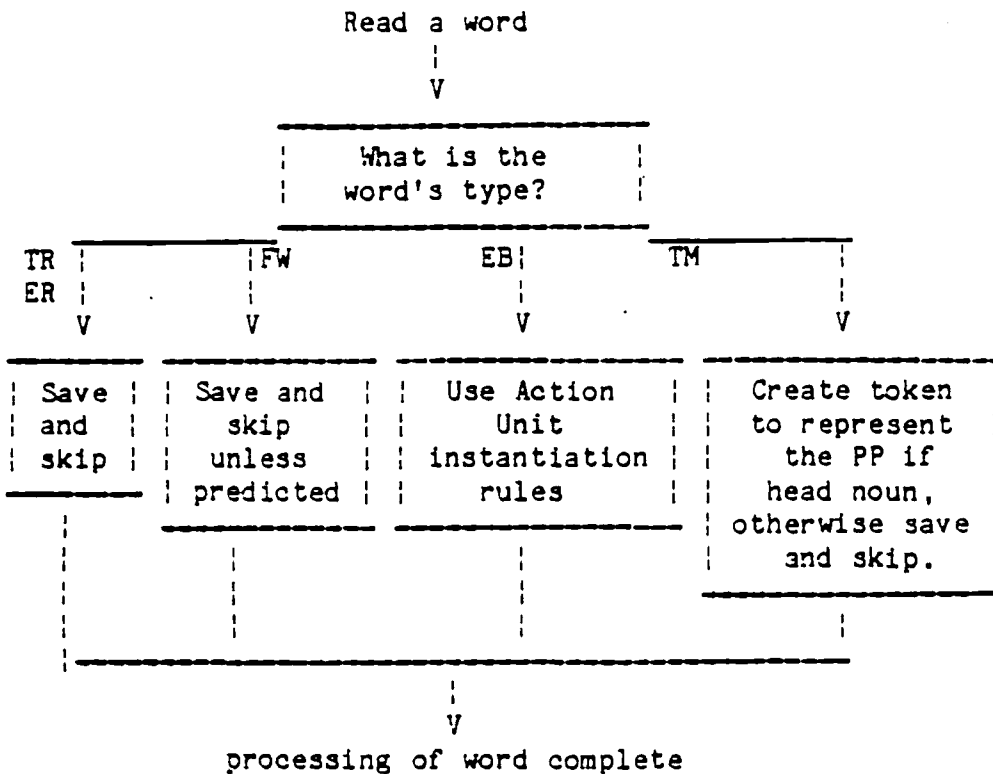 Read a word
V
What is the
word's type?
TR
ER
FW
EB
TM
V
V
V
V
Save
and
skip
Save and
skip
unless
predicted
Use Action
Unit
instantiation
rules
Create token
to represent
the PP if
head noun,
otherwise save
and skip.
V
processing of word complete